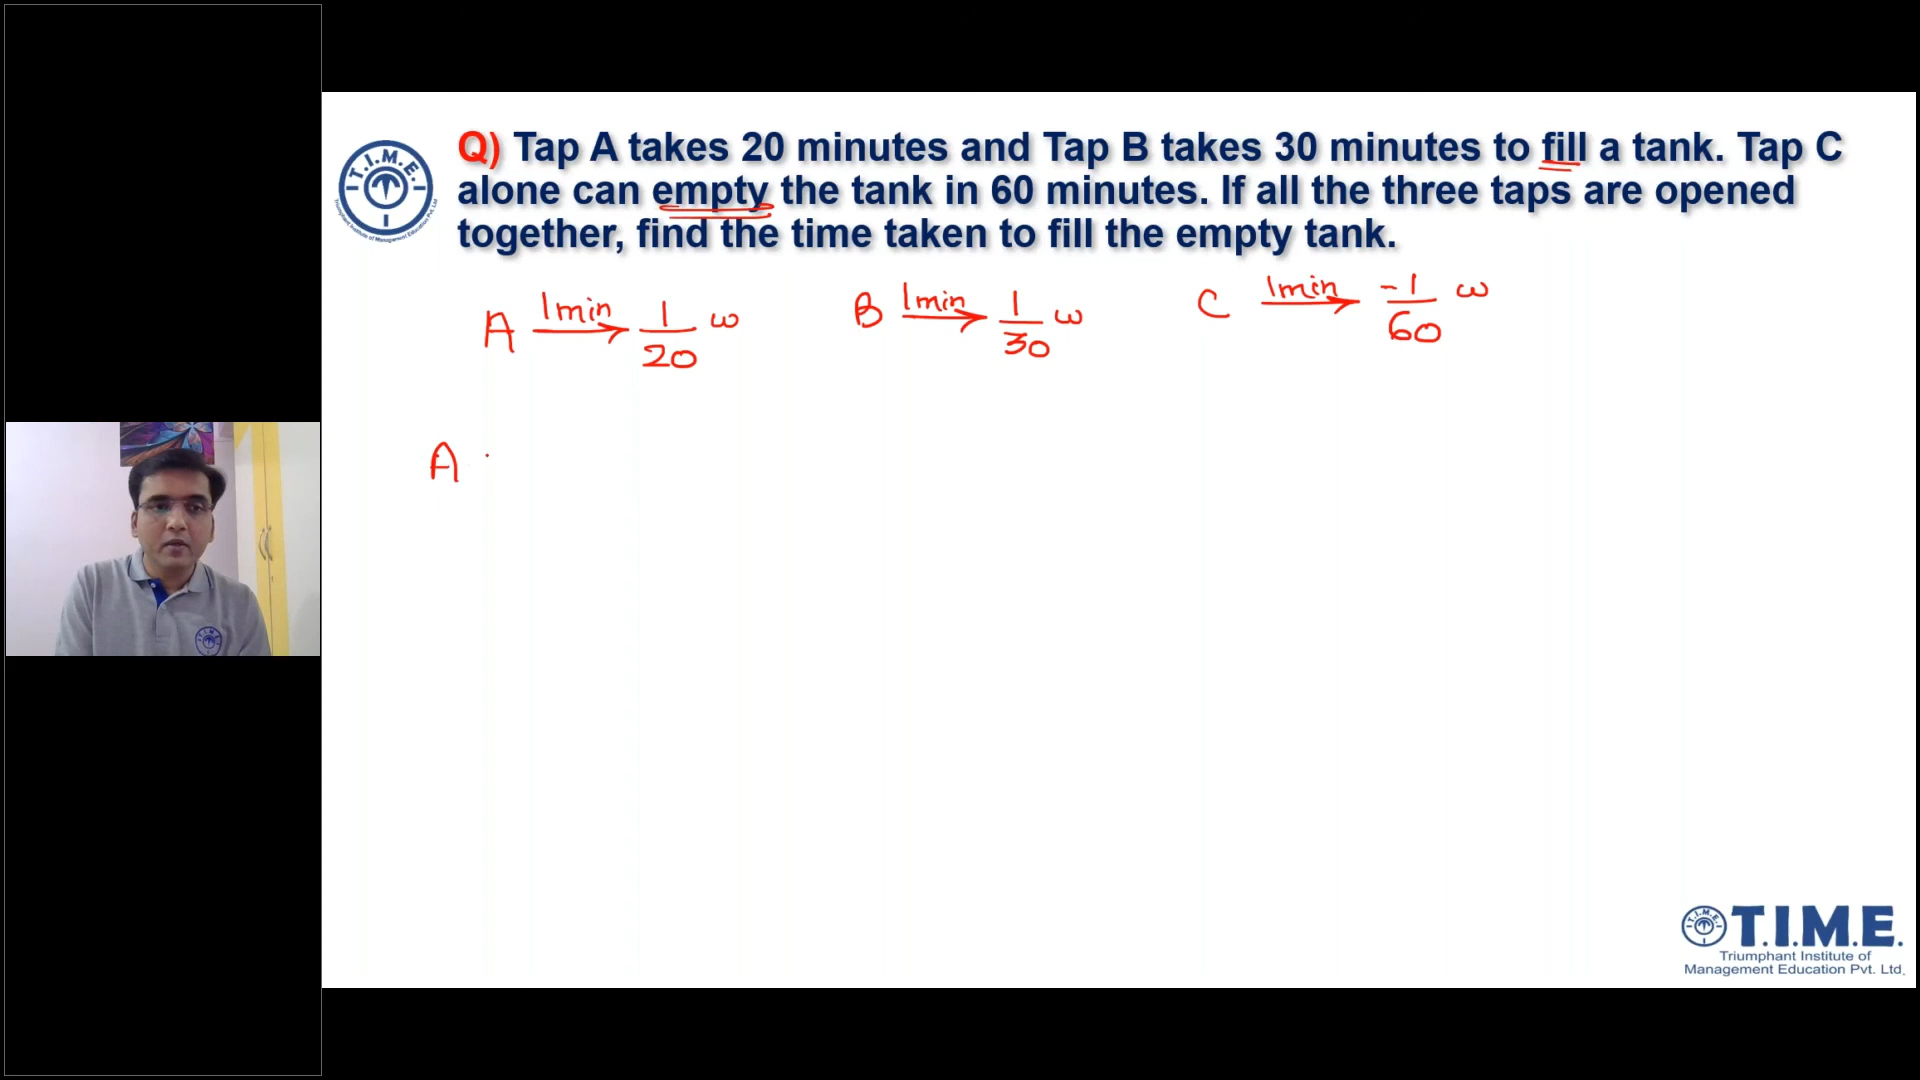 Q) Tap A takes 20 minutes and Tap B takes 30 minutes to fill a tank. Tap C
alone can empty the tank in 60 minutes. If all the three taps are opened
together, find the time taken to fill the empty tank.
A 1min → 1/20 w
B 1min → 1/30 w
C 1min → -1/60 w
A
T.I.M.E.
Triumphant Institute of
Management Education Pvt. Ltd.